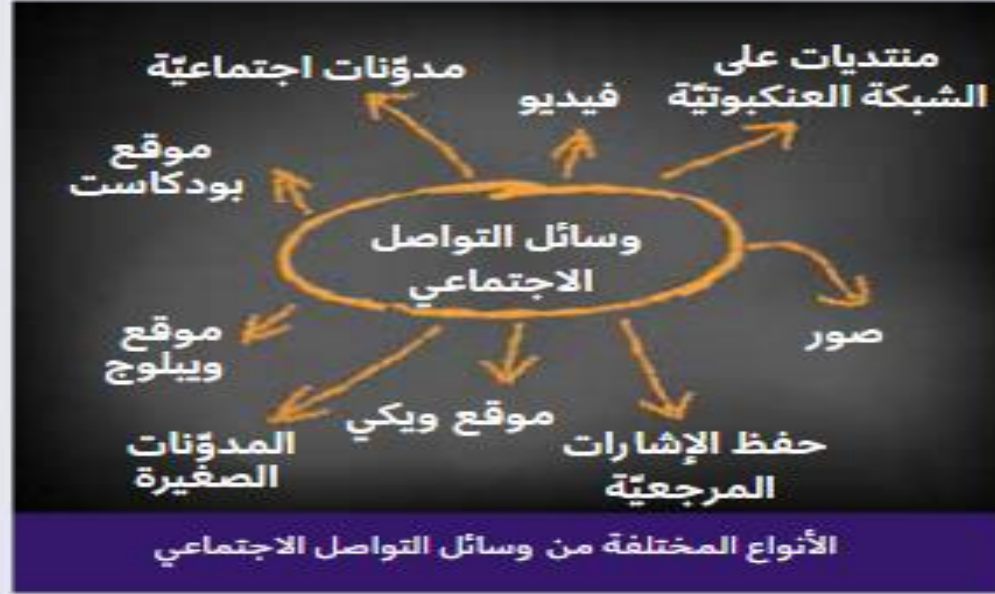 منتديات على
الشبكة العنكبوتيّة
فيديو
مدوّنات اجتماعيّة
موقع
بودكاست
وسائل التواصل
الاجتماعي
صور
موقع
ويبلوج
موقع ويكي
حفظ الإشارات
المرجعيّة
المدوّنات
الصغيرة
الأنواع المختلفة من وسائل التواصل الاجتماعي